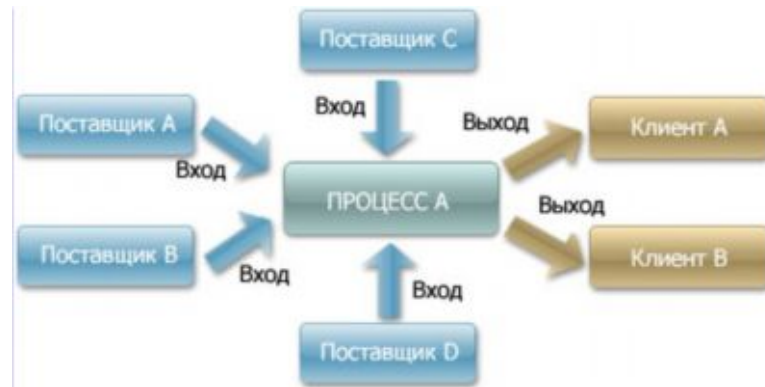 Поставщик C
Вход
Поставщик A
Выход
Клиент A
Вход
ПРОЦЕСС A
Выход
Поставщик B
Вход
Клиент B
Вход
Поставщик D